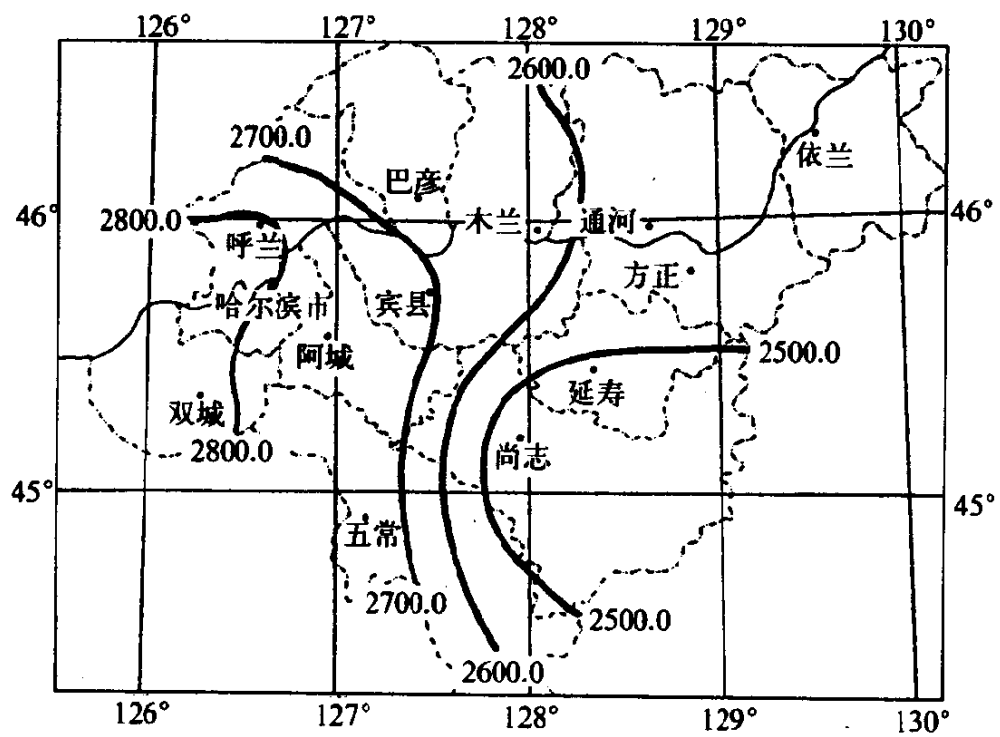 126° 127° 128° 129° 130°
2600.0
2700.0
依兰
巴彦
46° 2800.0 木兰 通河 46°
呼兰
方正
哈尔滨市 宾县
阿城 2500.0
延寿
双城
2800.0 尚志
45° 45°
五常
2700.0 2500.0
2600.0
126° 127° 128° 129° 130°